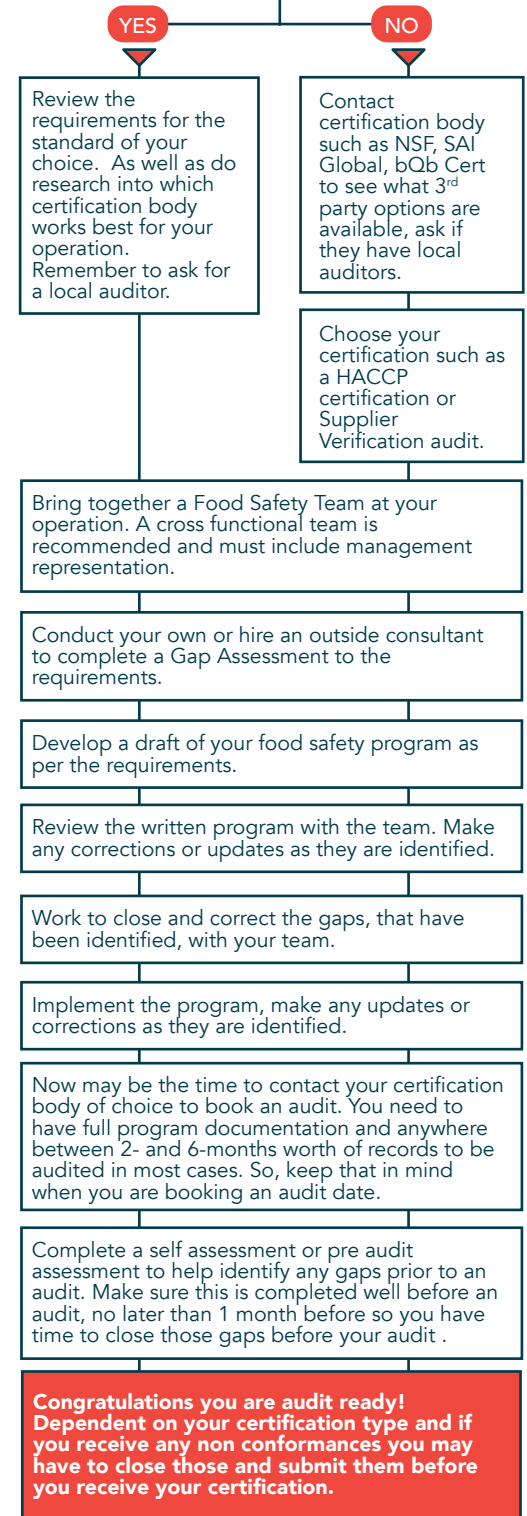 YES
NO
Review the
requirements for the
standard of your
choice.  As well as do
research into which
certification body
works best for your
operation.
Remember to ask for
a local auditor.
Contact
certification body
such as NSF, SAI
Global, bQb Cert
to see what 3rd
party options are
available, ask if
they have local
auditors.
Choose your
certification such as
a HACCP
certification or
Supplier
Verification audit.
Bring together a Food Safety Team at your
operation. A cross functional team is
recommended and must include management
representation.
Conduct your own or hire an outside consultant
to complete a Gap Assessment to the
requirements.
Develop a draft of your food safety program as
per the requirements.
Review the written program with the team. Make
any corrections or updates as they are identified.
Work to close and correct the gaps, that have
been identified, with your team.
Implement the program, make any updates or
corrections as they are identified.
Now may be the time to contact your certification
body of choice to book an audit. You need to
have full program documentation and anywhere
between 2- and 6-months worth of records to be
audited in most cases. So, keep that in mind
when you are booking an audit date.
Complete a self assessment or pre audit
assessment to help identify any gaps prior to an
audit. Make sure this is completed well before an
audit, no later than 1 month before so you have
time to close those gaps before your audit .
Congratulations you are audit ready!
Dependent on your certification type and if
you receive any non conformances you may
have to close those and submit them before
you receive your certification.